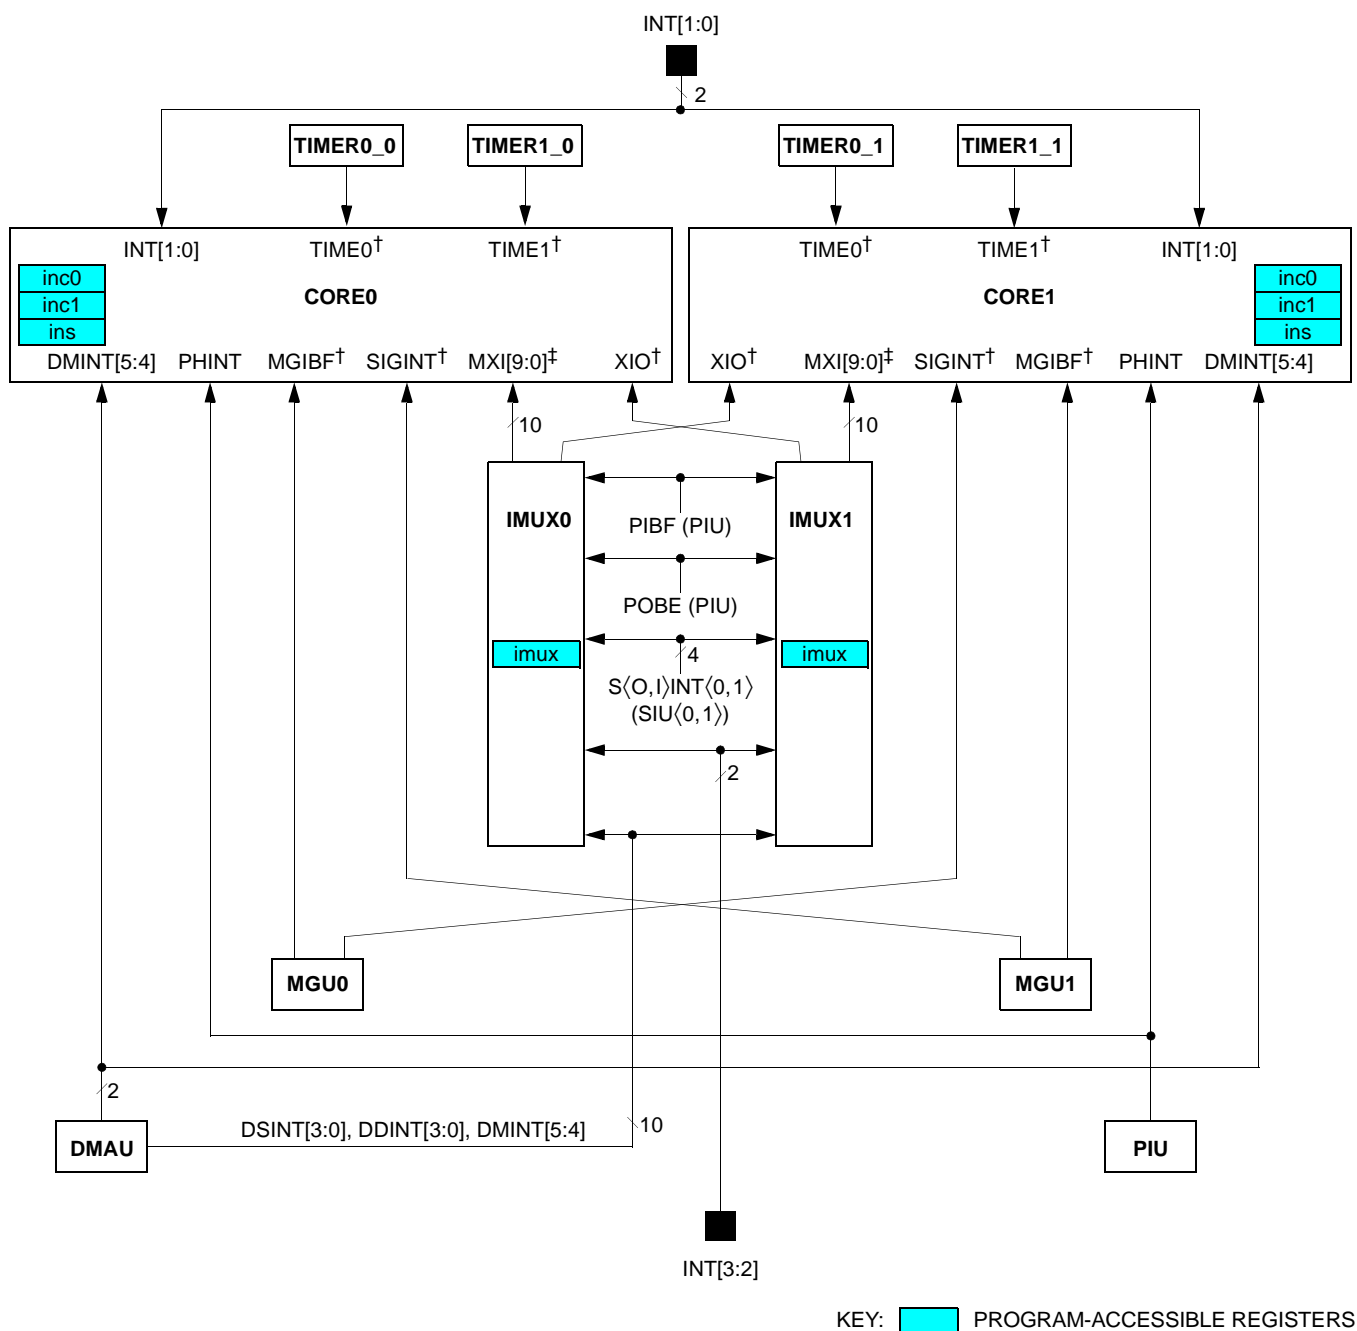 INT[1:0]
2
TIMER0_0 TIMER1_0 TIMER0_1 TIMER1_1
INT[1:0] TIME0† TIME1† TIME0† TIME1† INT[1:0]
inc0 inc0
CORE0 CORE1
inc1 inc1
ins ins
DMINT[5:4] PHINT MGIBF† SIGINT† MXI[9:0]‡ XIO† XIO† MXI[9:0]‡ SIGINT† MGIBF† PHINT DMINT[5:4]
10 10
IMUX0 PIBF (PIU) IMUX1
POBE (PIU)
imux 4 imux
S⟨O,I⟩INT⟨0,1⟩
(SIU⟨0,1⟩)
2
MGU0 MGU1
2
DSINT[3:0], DDINT[3:0], DMINT[5:4] 10
DMAU PIU
INT[3:2]
KEY: PROGRAM-ACCESSIBLE REGISTERS